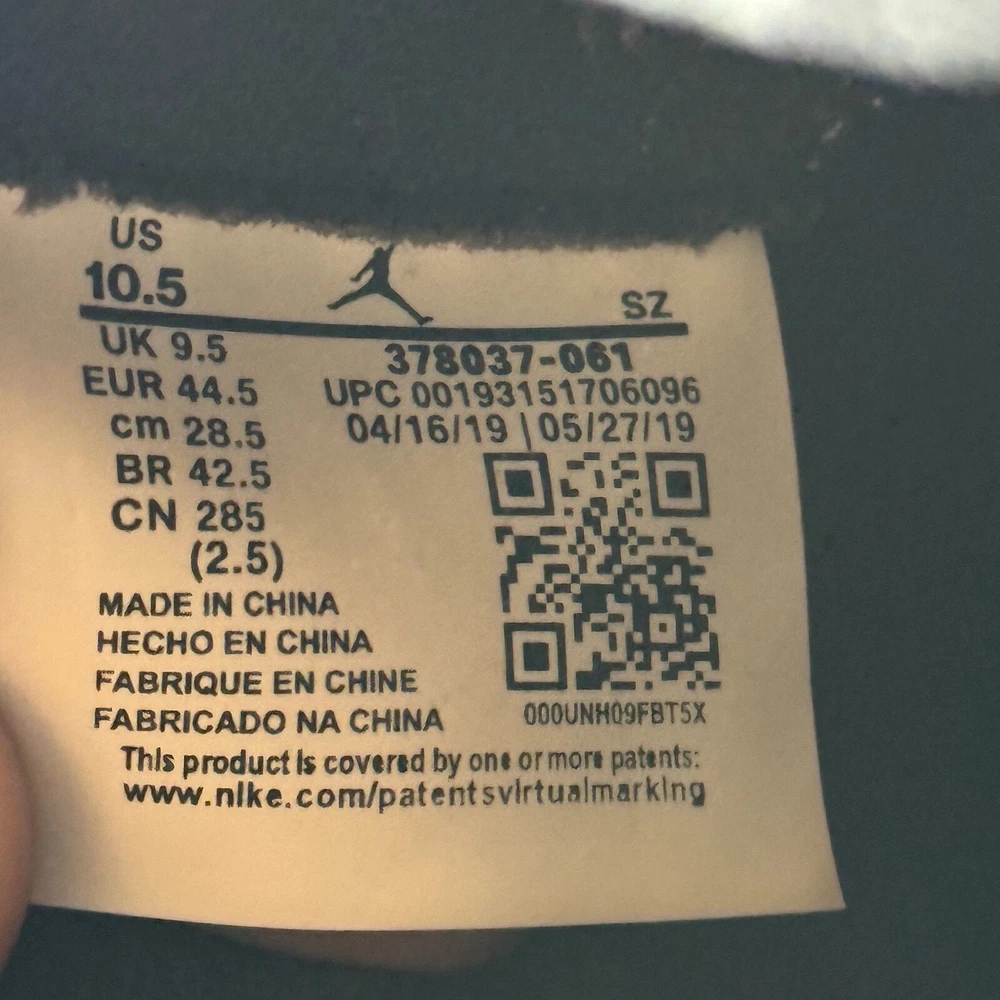 US
10.5
SZ
UK 9.5
378037-061
EUR 44.5
UPC 00193151706096
cm 28.5
04/16/19 | 05/27/19
BR 42.5
CN 285
(2.5)
MADE IN CHINA
HECHO EN CHINA
FABRIQUE EN CHINE
FABRICADO NA CHINA
000UNH09FBT5X
This product is covered by one or more patents:
www.nike.com/patentsvirtualmarking